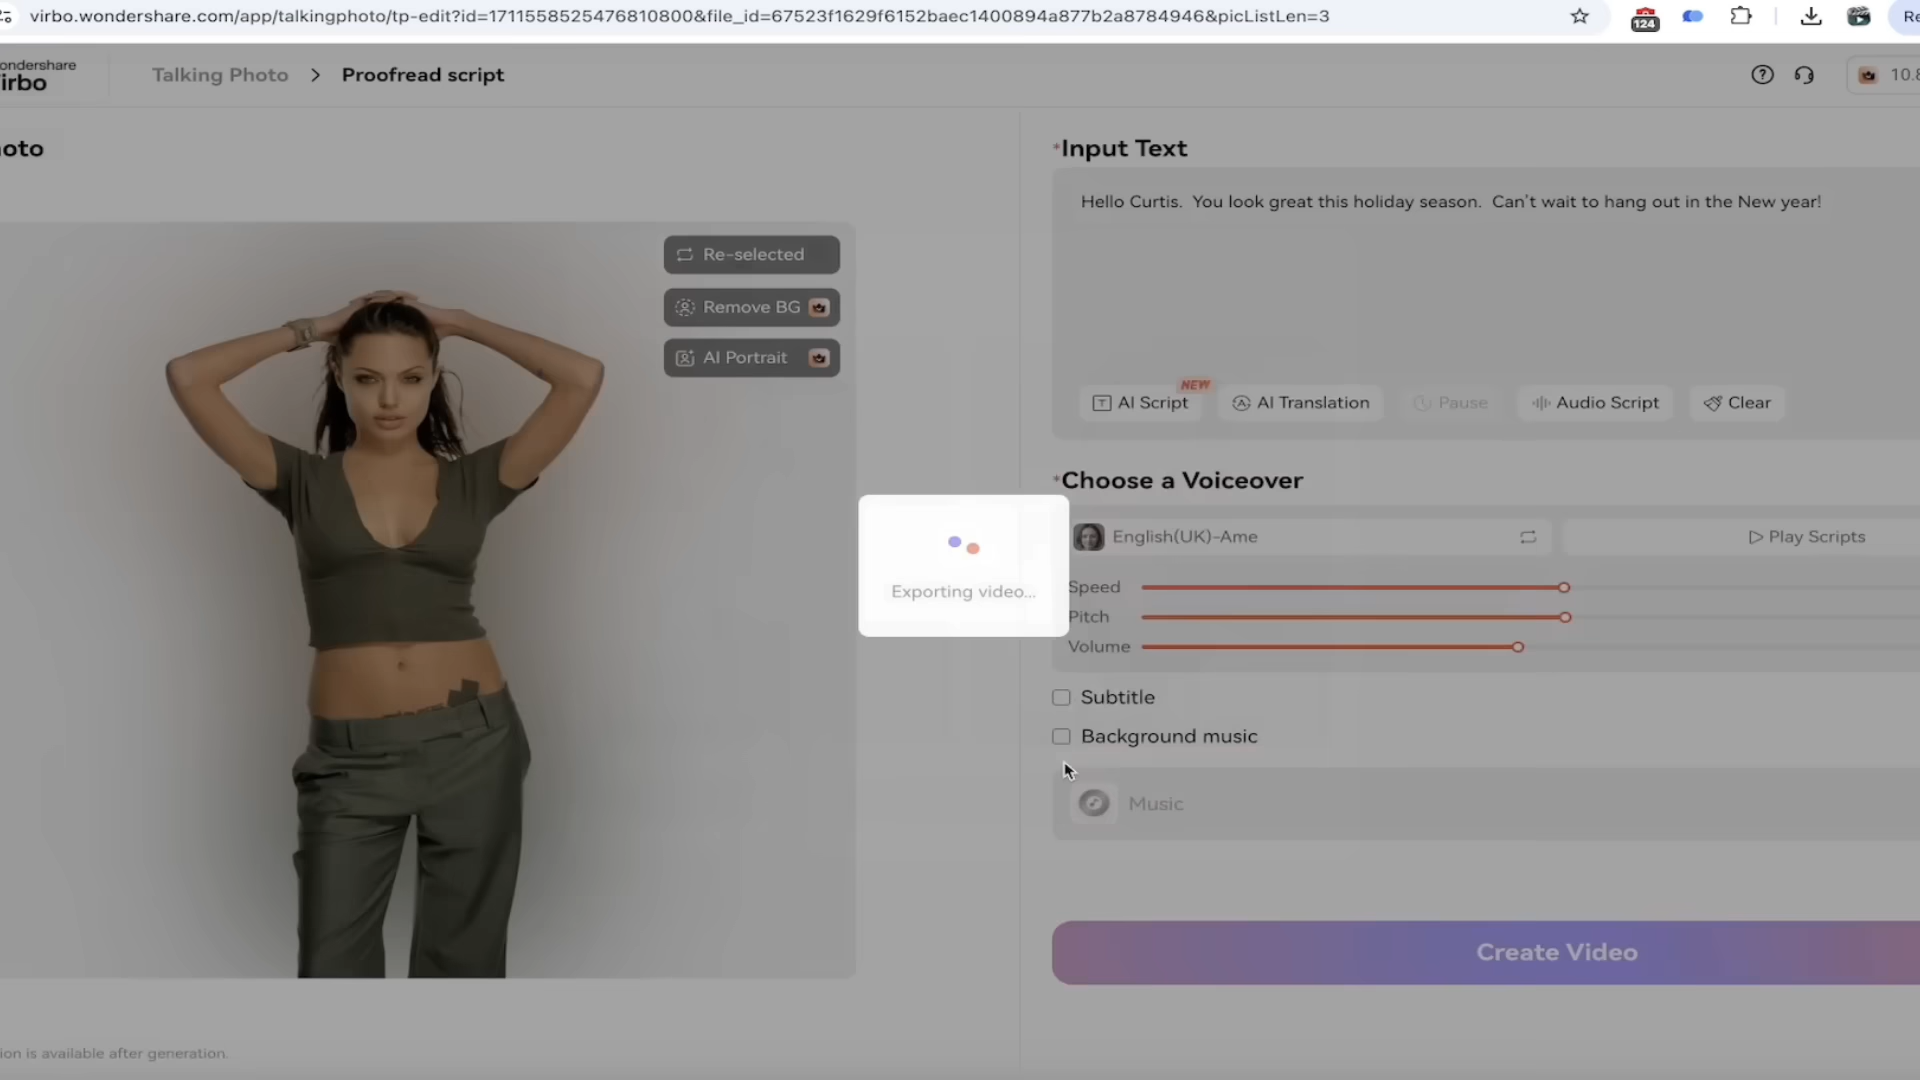 virbo.wondershare.com/app/talkingphoto/tp-edit?id=1711558525476810800&file_id=67523f1629f6152baec1400894a877b2a8784946&picListLen=3
124
Re
ondershare
irbo
Talking Photo > Proofread script
10.8
oto
*Input Text
Hello Curtis. You look great this holiday season. Can't wait to hang out in the New year!
Re-selected
Remove BG
AI Portrait
NEW
AI Script
AI Translation
Pause
Audio Script
Clear
*Choose a Voiceover
English(UK)-Ame
Play Scripts
Exporting video...
Speed
Pitch
Volume
Subtitle
Background music
Music
Create Video
ion is available after generation.